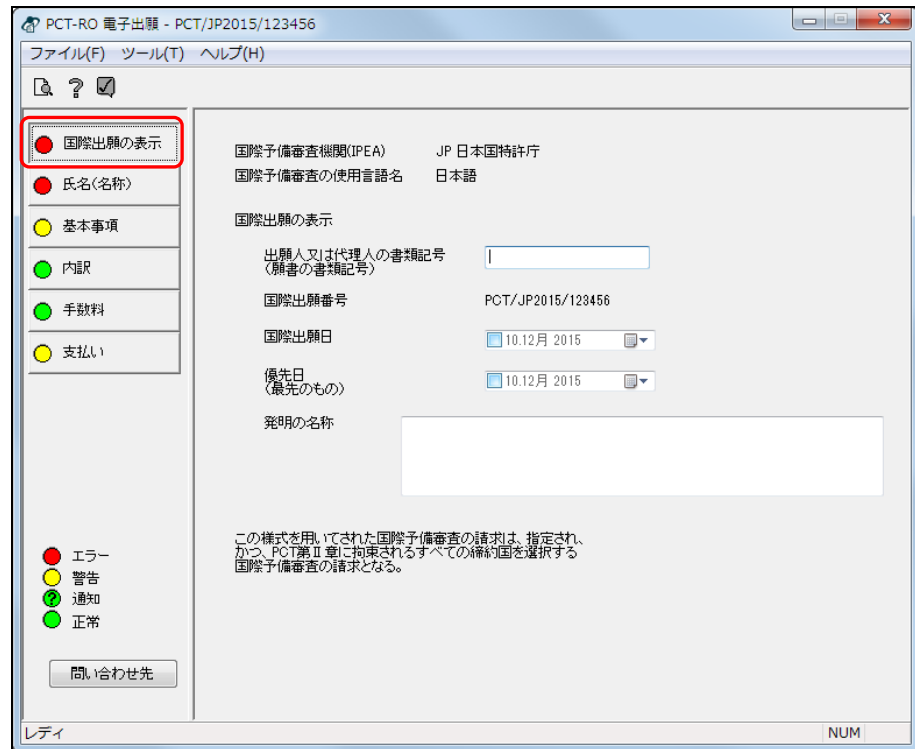 PCT-RO 電子出願 - PCT/JP2015/123456
ファイル(F) ツール(T) ヘルプ(H)
国際出願の表示
氏名(名称)
基本事項
内訳
手数料
支払い
エラー
警告
通知
正常
問い合わせ先
国際予備審査機関(IPEA) JP 日本国特許庁
国際予備審査の使用言語名 日本語
国際出願の表示
出願人又は代理人の書類記号
(願書の書類記号)
国際出願番号 PCT/JP2015/123456
国際出願日 10.12月 2015
優先日 10.12月 2015
(最先のもの)
発明の名称
この様式を用いてされた国際予備審査の請求は、指定され、
かつ、PCT第Ⅱ章に拘束されるすべての締約国を選択する
国際予備審査の請求となる。
レディ NUM